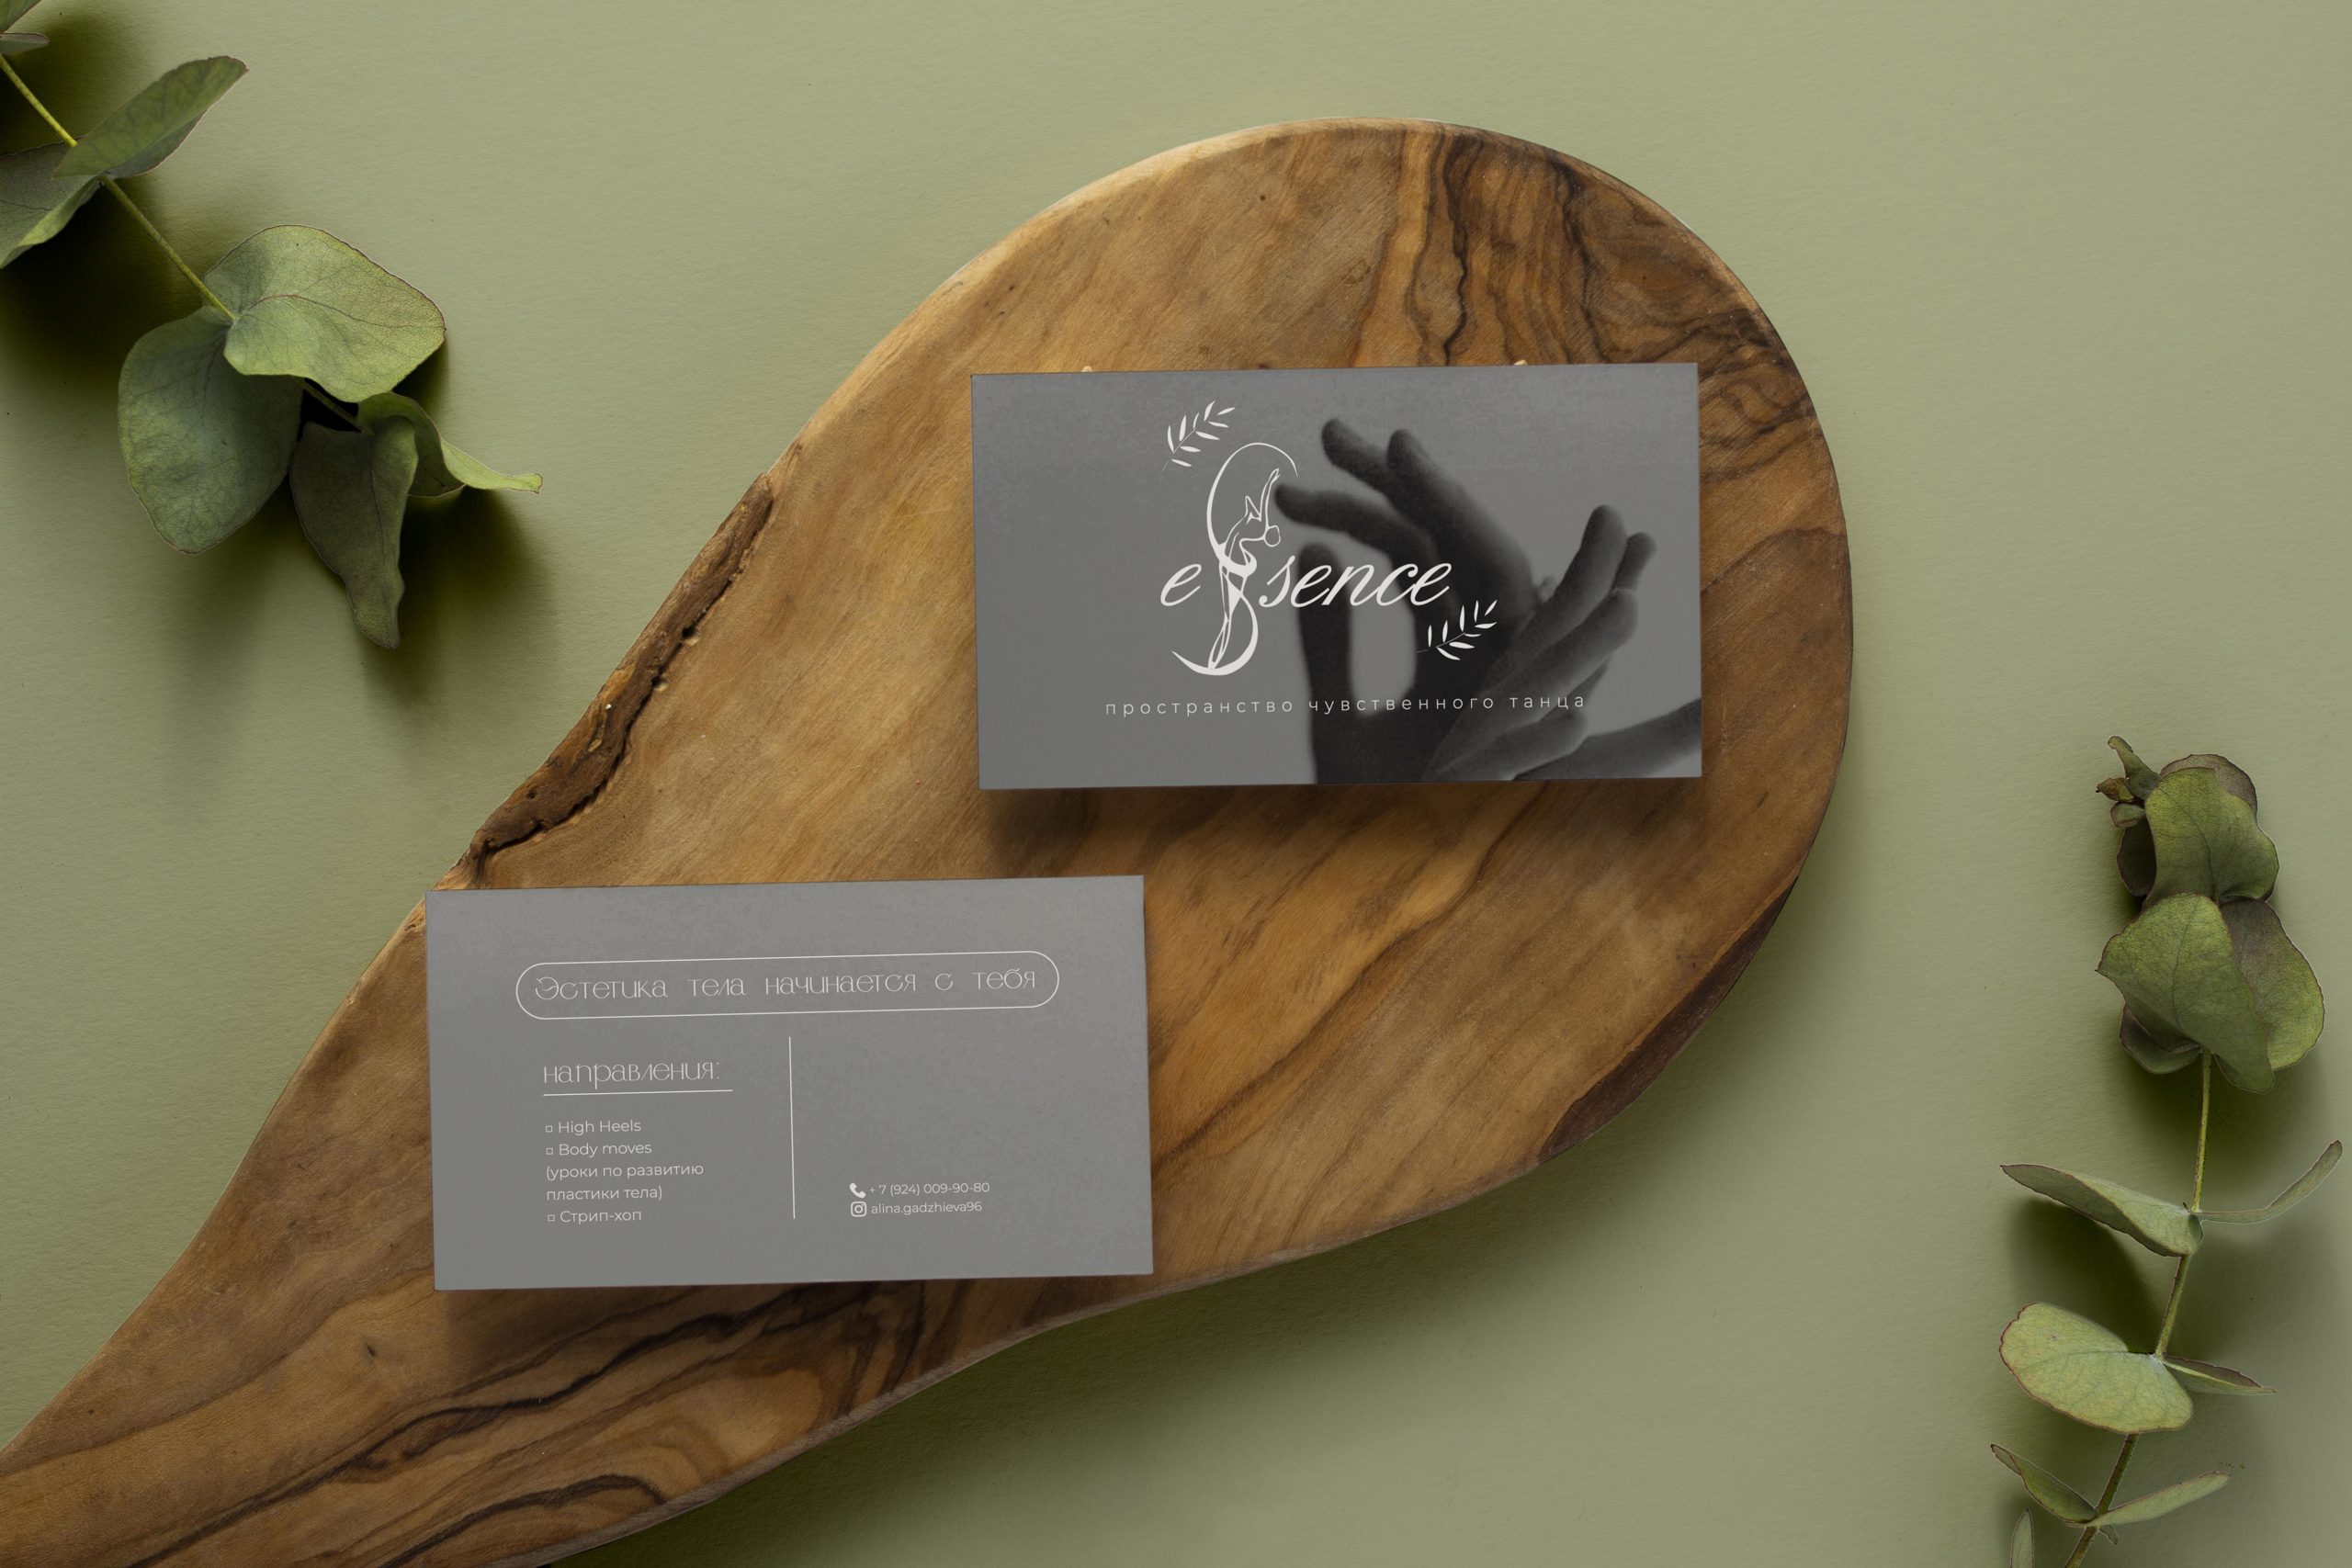 essence
пространство чувственного танца
Эстетика тела начинается с тебя
направления:
▫ High Heels
▫ Body moves
(уроки по развитию
пластики тела)
▫ Стрип-хоп
+ 7 (924) 009-90-80
alina.gadzhieva96